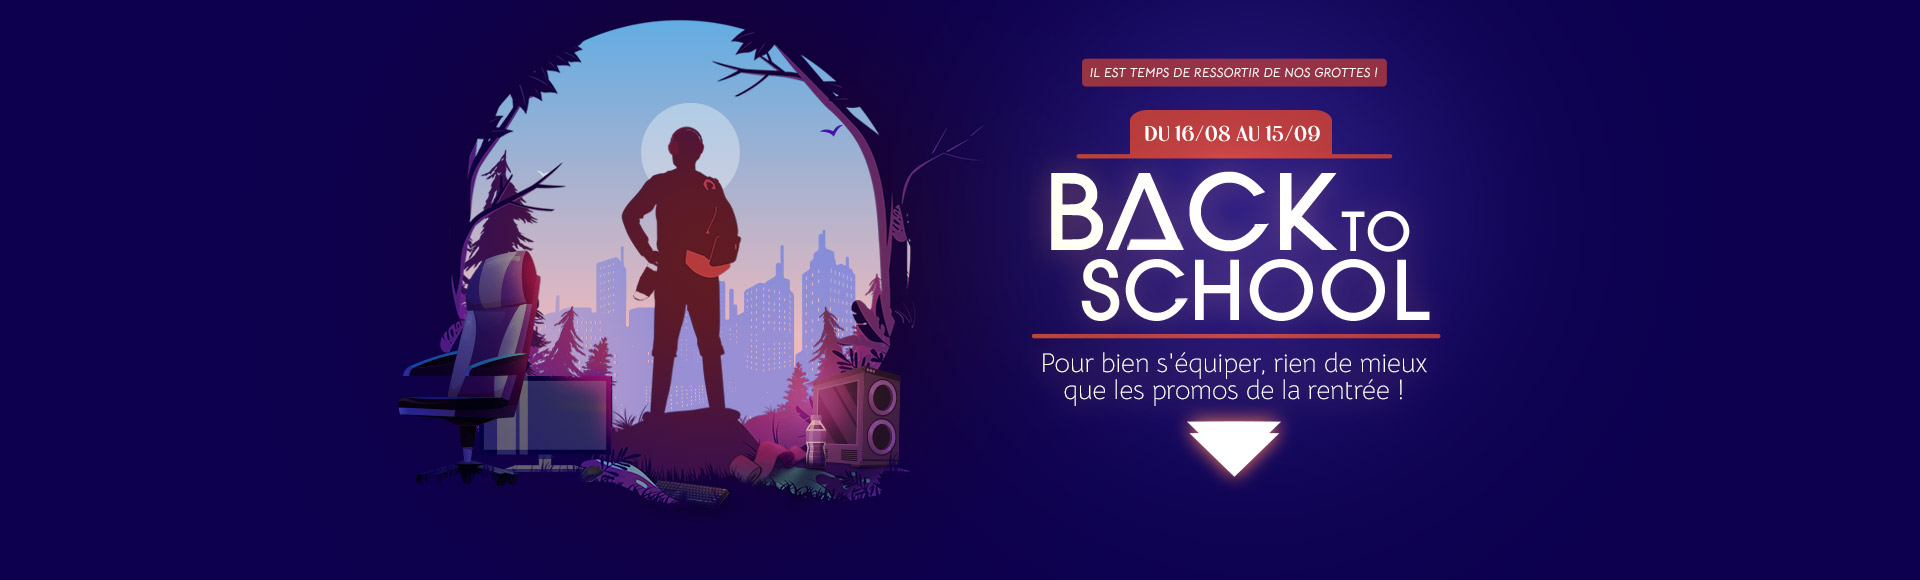 IL EST TEMPS DE RESSORTIR DE NOS GROTTES !
DU 16/08 AU 15/09
BACK TO
SCHOOL
Pour bien s'équiper, rien de mieux
que les promos de la rentrée !